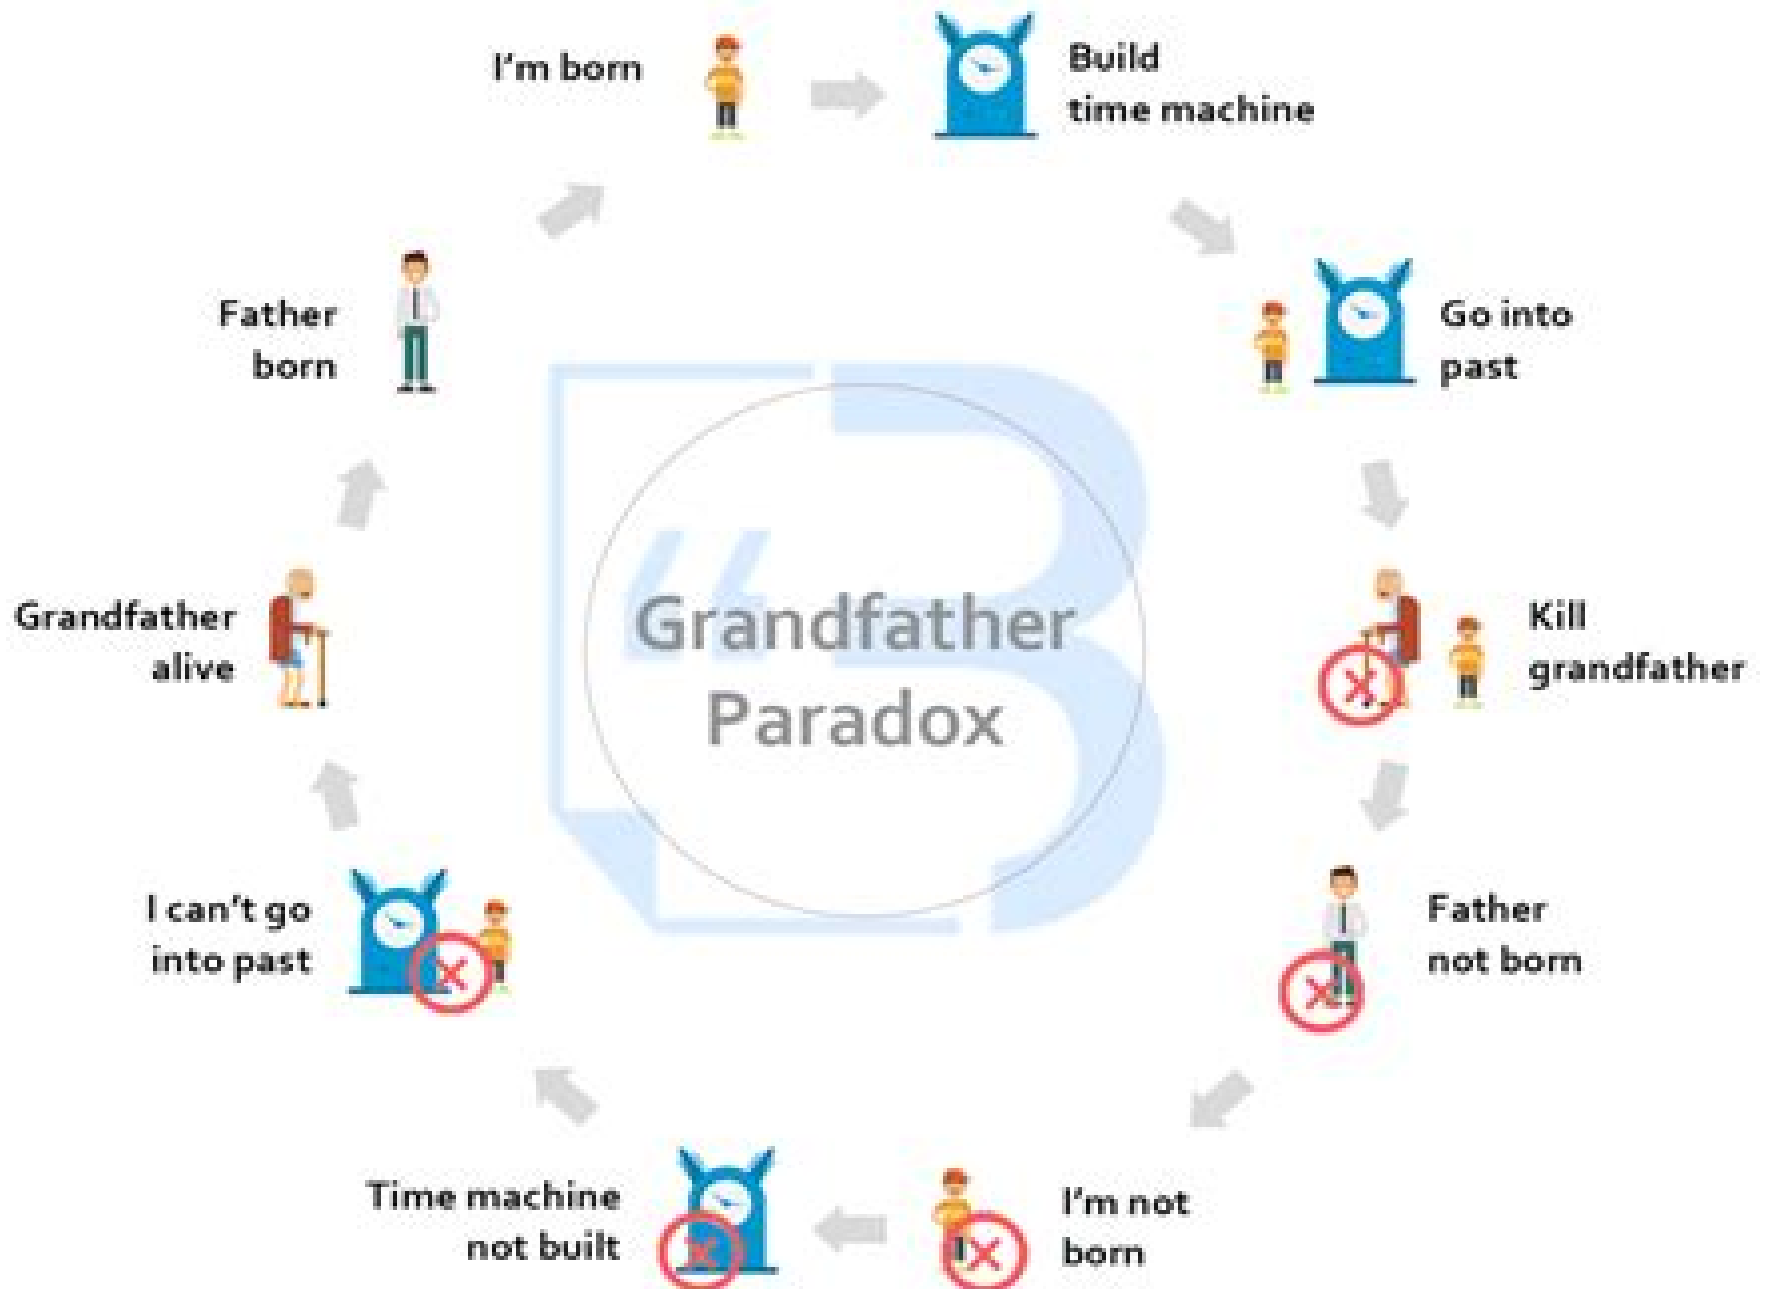 I'm born
Build
time machine
Go into
past
Kill
grandfather
Father
not born
I'm not
born
Time machine
not built
I can't go
into past
Grandfather
alive
Father
born
Grandfather
Paradox